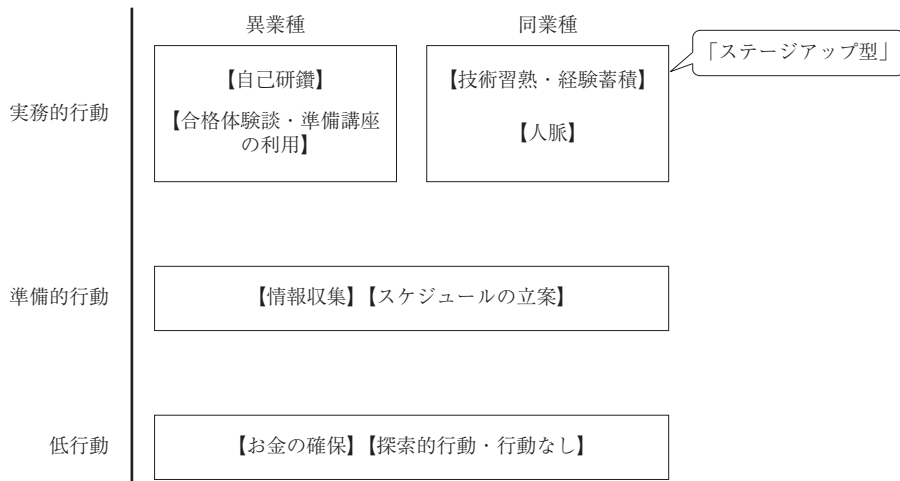 異業種
同業種
「ステージアップ型」
実務的行動
【自己研鑽】
【合格体験談・準備講座
の利用】
【技術習熟・経験蓄積】
【人脈】
準備的行動
【情報収集】【スケジュールの立案】
低行動
【お金の確保】【探索的行動・行動なし】